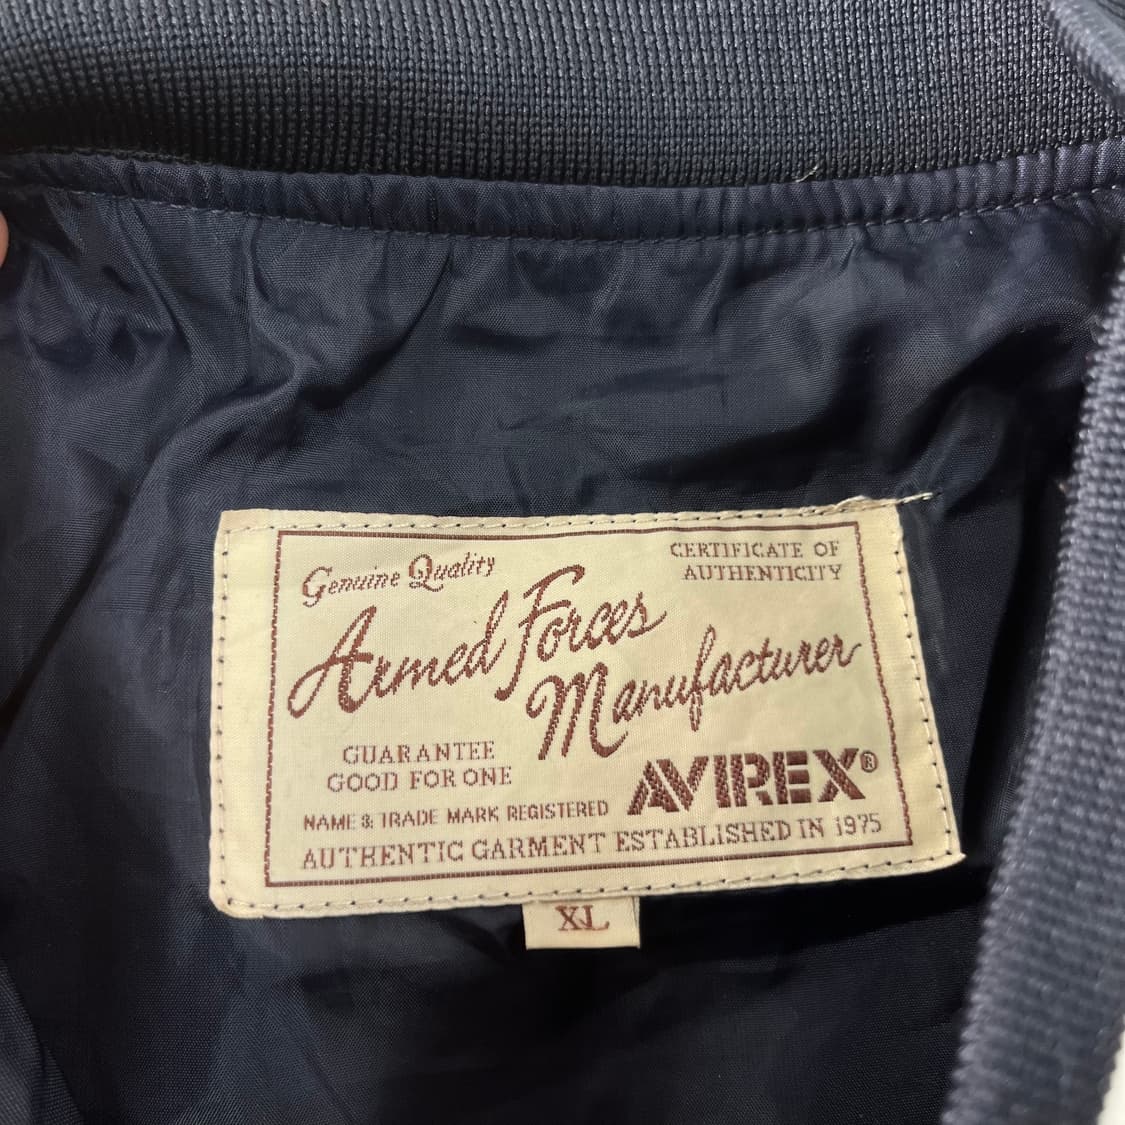 Genuine Quality
CERTIFICATE OF
AUTHENTICITY
Armed Forces
Manufacturer
GUARANTEE
GOOD FOR ONE
AVIREX®
NAME & TRADE MARK REGISTERED
AUTHENTIC GARMENT ESTABLISHED IN 1975
XL